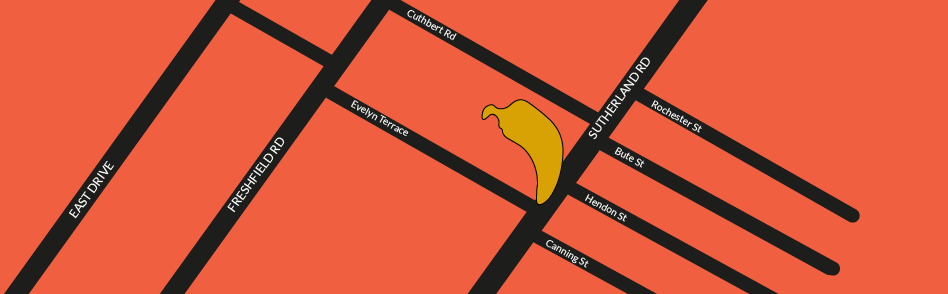 Cuthbert Rd
SUTHERLAND RD
Rochester St
Evelyn Terrace
Bute St
FRESHFIELD RD
EAST DRIVE
Hendon St
Canning St